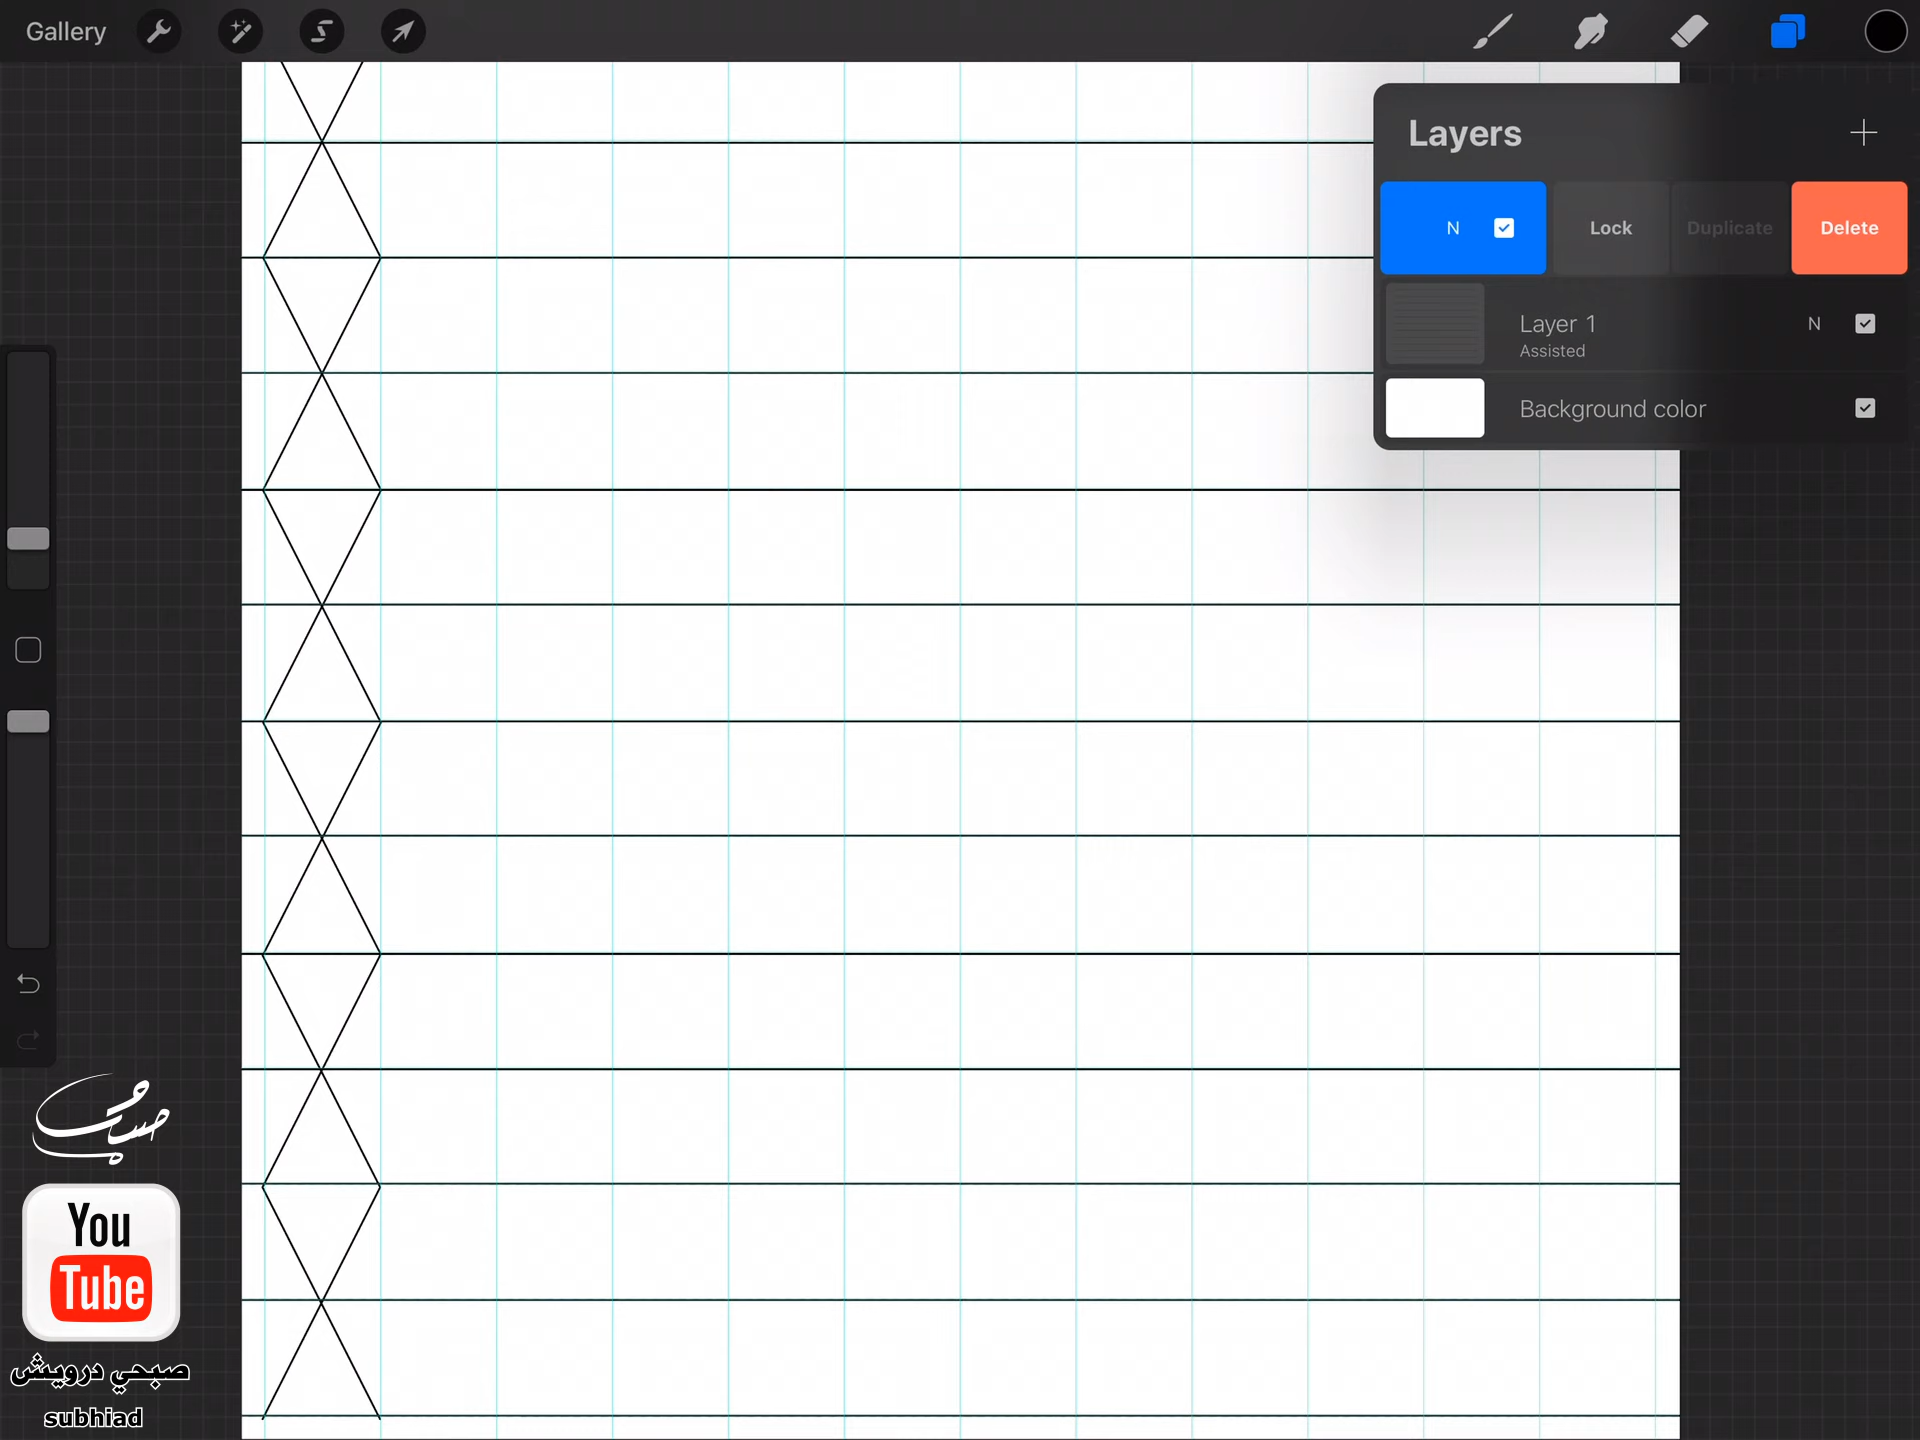 Gallery
Layers
N
Lock
Duplicate
Delete
Layer 1
N
Assisted
Background color
You
Tube
صبحي درويش
subhiad